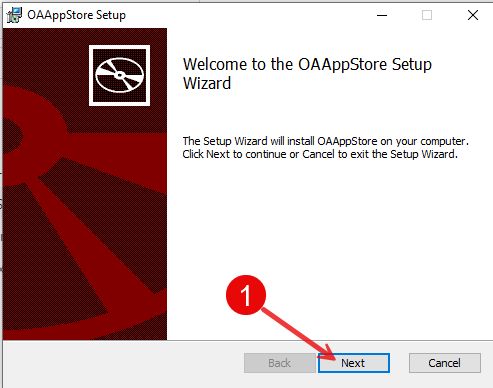 OAAppStore Setup
Welcome to the OAAppStore Setup
Wizard
The Setup Wizard will install OAAppStore on your computer.
Click Next to continue or Cancel to exit the Setup Wizard.
1
Back
Next
Cancel